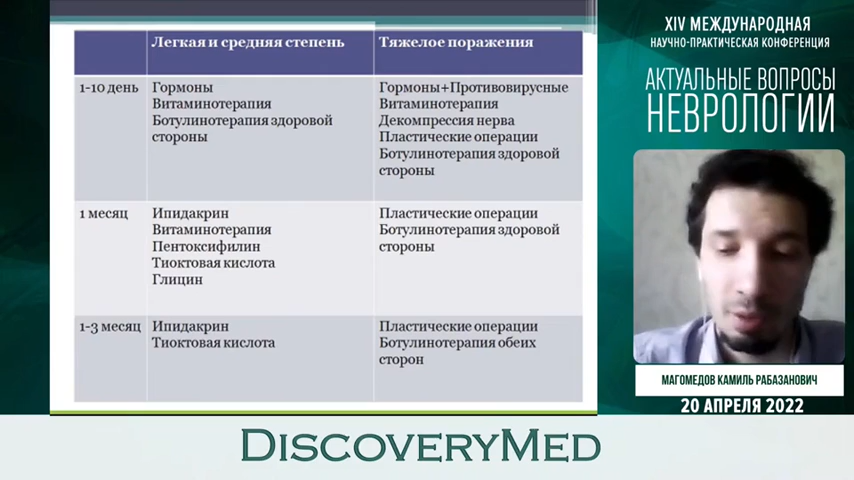 Легкая и средняя степень
Тяжелое поражения
1-10 день
Гормоны
Витаминотерапия
Ботулинотерапия здоровой
стороны
Гормоны+Противовирусные
Витаминотерапия
Декомпрессия нерва
Пластические операции
Ботулинотерапия здоровой
стороны
1 месяц
Ипидакрин
Витаминотерапия
Пентоксифилин
Тиоктовая кислота
Глицин
Пластические операции
Ботулинотерапия здоровой
стороны
1-3 месяц
Ипидакрин
Тиоктовая кислота
Пластические операции
Ботулинотерапия обеих
сторон
XIV МЕЖДУНАРОДНАЯ
НАУЧНО-ПРАКТИЧЕСКАЯ КОНФЕРЕНЦИЯ
АКТУАЛЬНЫЕ ВОПРОСЫ
НЕВРОЛОГИИ
МАГОМЕДОВ КАМИЛЬ РАБАЗАНОВИЧ
20 АПРЕЛЯ 2022
DISCOVERYMED